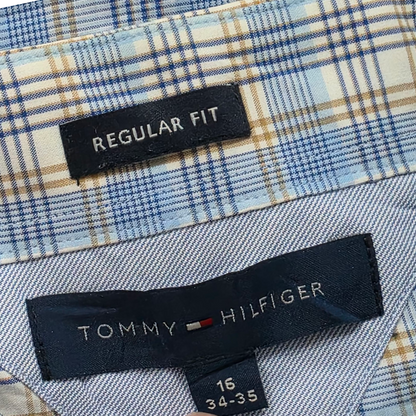 REGULAR FIT
TOMMY HILFIGER
16
34-35